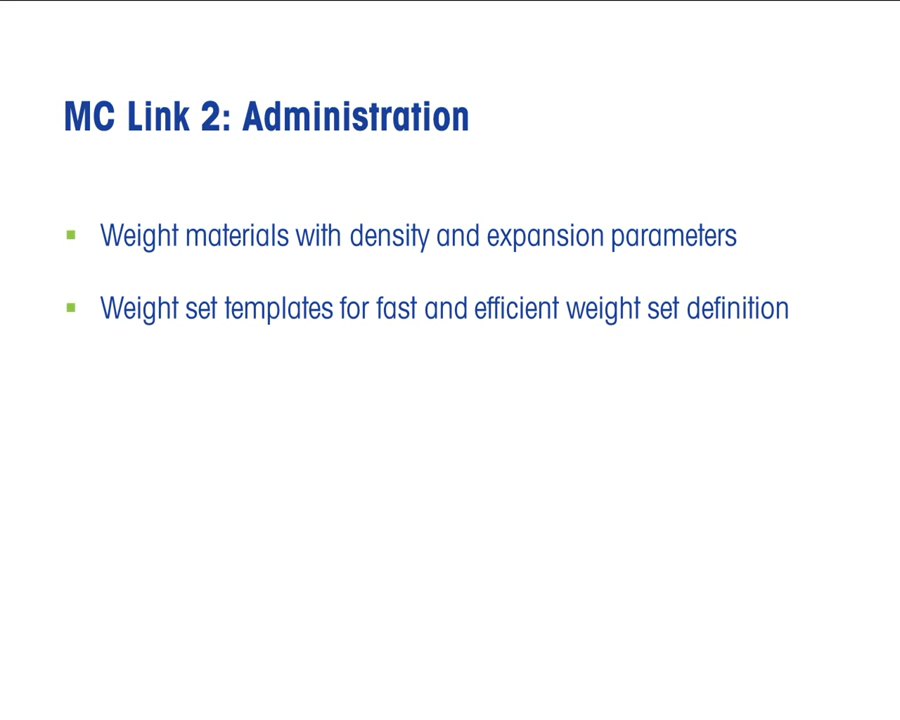 MC Link 2: Administration
▪ Weight materials with density and expansion parameters
▪ Weight set templates for fast and efficient weight set definition